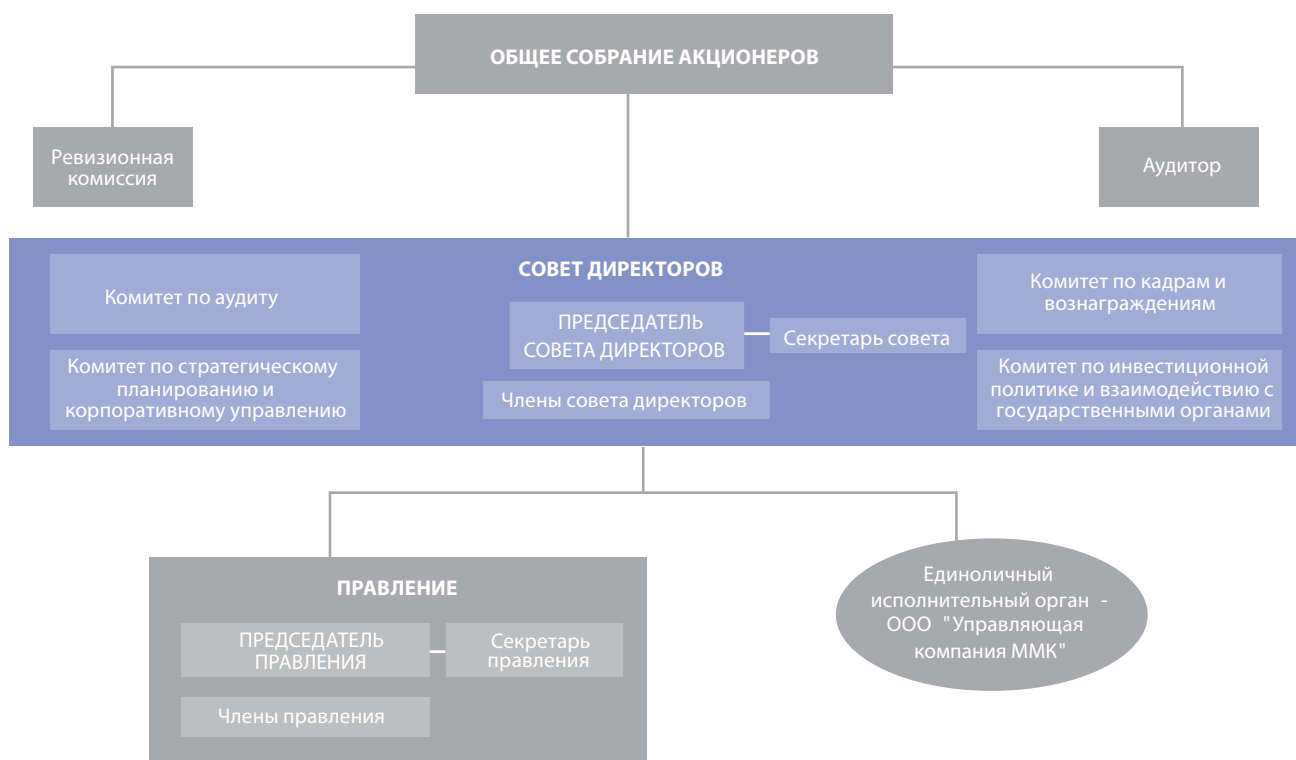 ОБЩЕЕ СОБРАНИЕ АКЦИОНЕРОВ
Ревизионная
комиссия
Аудитор
СОВЕТ ДИРЕКТОРОВ
Комитет по аудиту
Комитет по стратегическому
планированию и
корпоративному управлению
ПРЕДСЕДАТЕЛЬ
СОВЕТА ДИРЕКТОРОВ
Секретарь совета
Члены совета директоров
Комитет по кадрам и
вознаграждениям
Комитет по инвестиционной
политике и взаимодействию с
государственными органами
ПРАВЛЕНИЕ
ПРЕДСЕДАТЕЛЬ
ПРАВЛЕНИЯ
Секретарь
правления
Члены правления
Единоличный
исполнительный орган -
ООО "Управляющая
компания ММК"